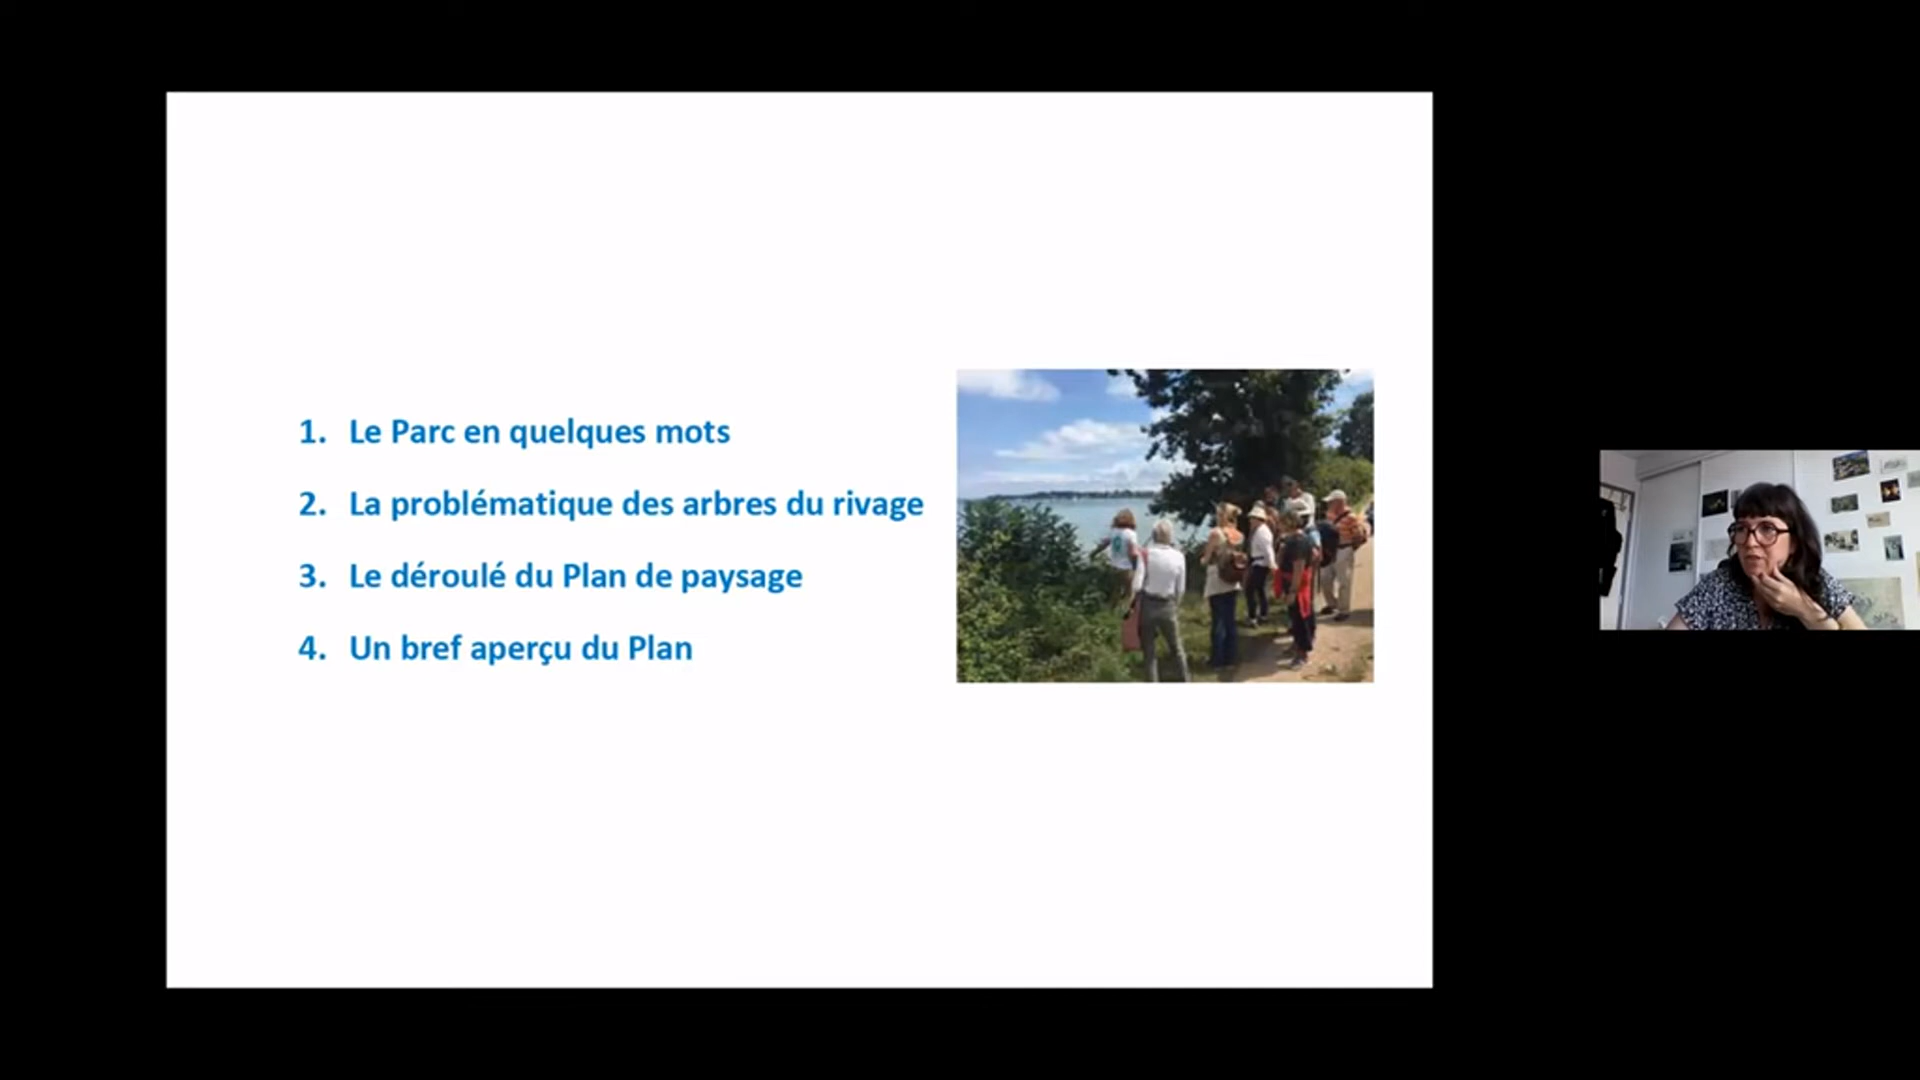 1. Le Parc en quelques mots
2. La problématique des arbres du rivage
3. Le déroulé du Plan de paysage
4. Un bref aperçu du Plan